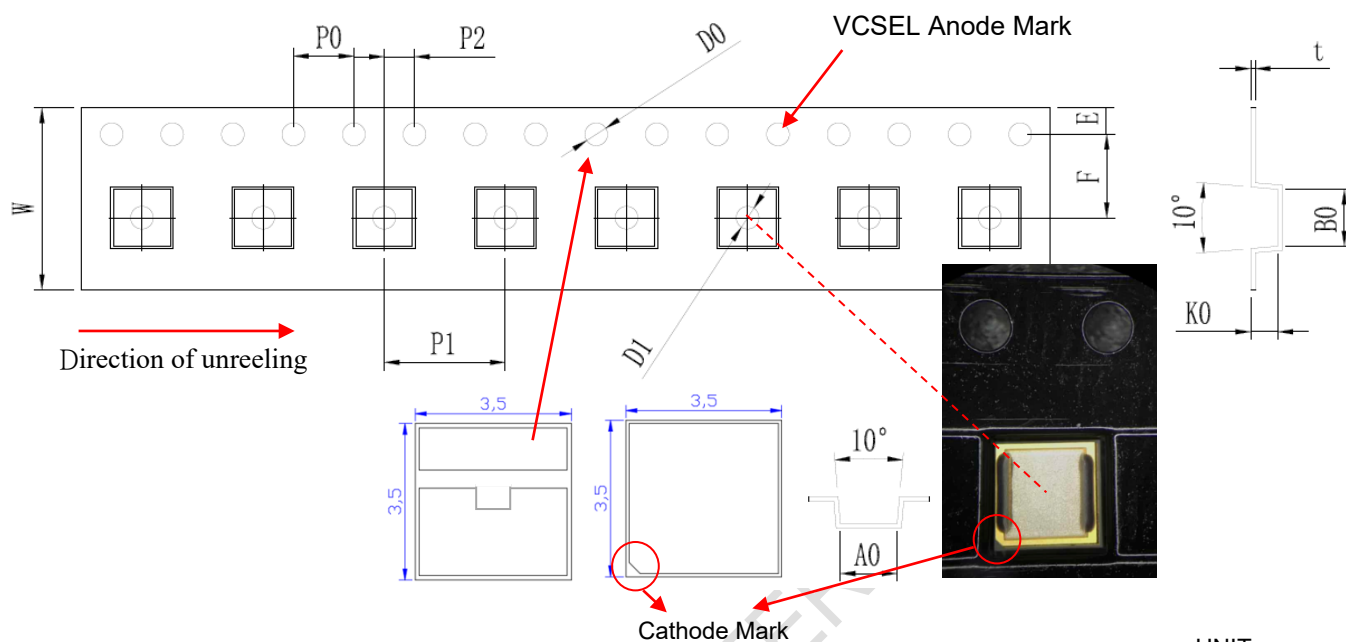 VCSEL Anode Mark
P0
P2
D0
t
E
W
F
10°
B0
K0
P1
D1
Direction of unreeling
3,5
3,5
3,5
3,5
10°
A0
Cathode Mark